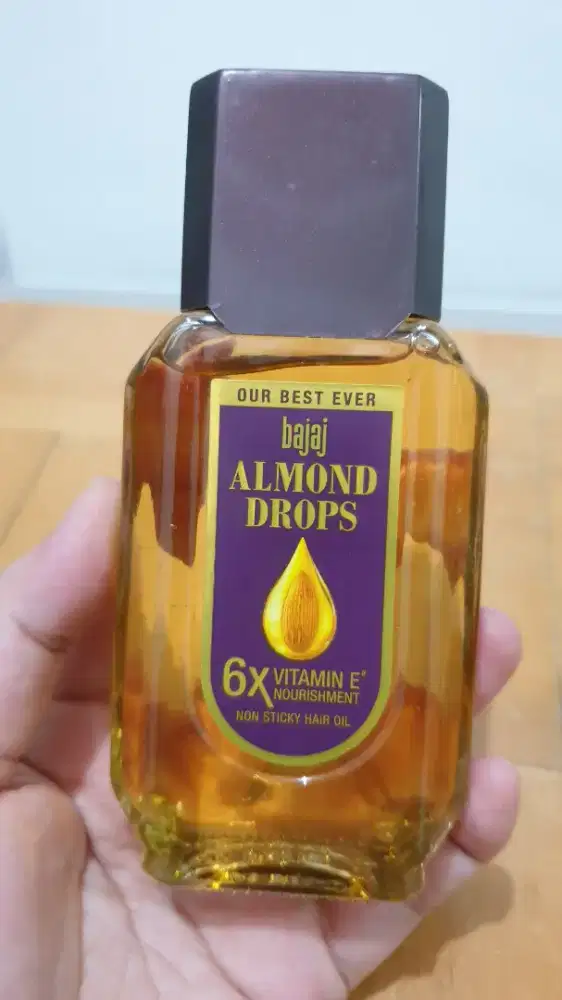 OUR BEST EVER
bajaj
ALMOND
DROPS
6X VITAMIN E#
NOURISHMENT
NON STICKY HAIR OIL